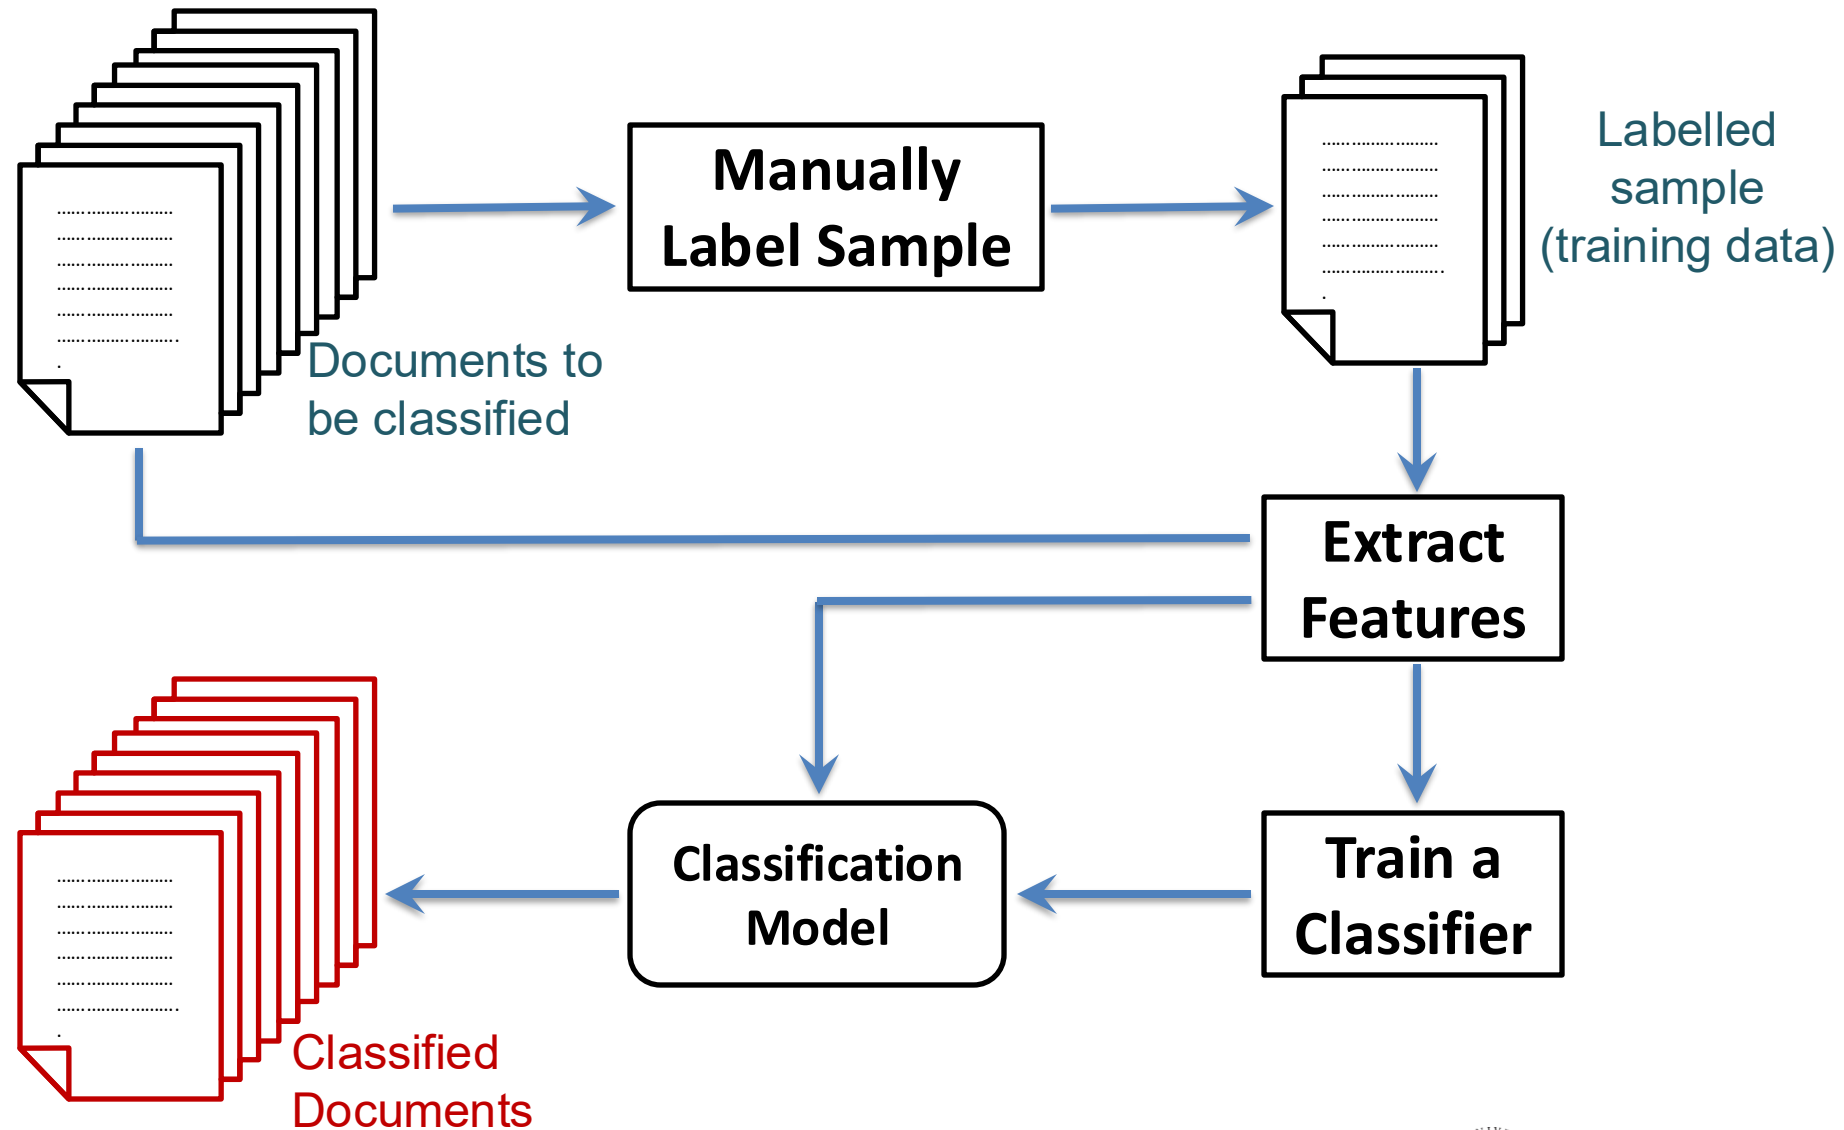 Manually
Label Sample
Labelled
sample
(training data)
Documents to
be classified
Extract
Features
Classification
Model
Train a
Classifier
Classified
Documents